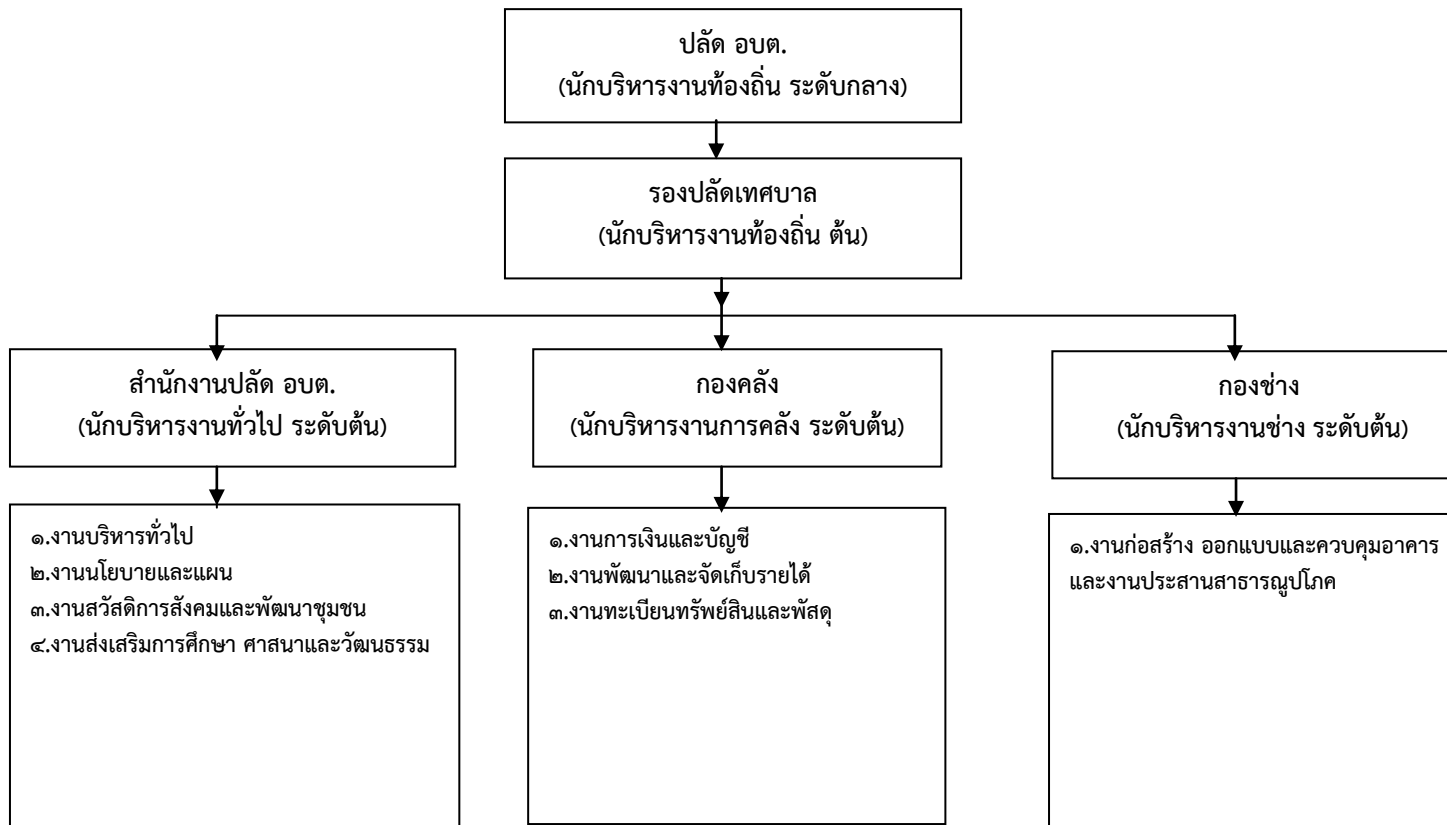 ปลัด อบต.
(นักบริหารงานท้องถิ่น ระดับกลาง)
รองปลัดเทศบาล
(นักบริหารงานท้องถิ่น ต้น)
สำนักงานปลัด อบต.
(นักบริหารงานทั่วไป ระดับต้น)
กองคลัง
(นักบริหารงานการคลัง ระดับต้น)
กองช่าง
(นักบริหารงานช่าง ระดับต้น)
๑.งานบริหารทั่วไป
๒.งานนโยบายและแผน
๓.งานสวัสดิการสังคมและพัฒนาชุมชน
๔.งานส่งเสริมการศึกษา ศาสนาและวัฒนธรรม
๑.งานการเงินและบัญชี
๒.งานพัฒนาและจัดเก็บรายได้
๓.งานทะเบียนทรัพย์สินและพัสดุ
๑.งานก่อสร้าง ออกแบบและควบคุมอาคาร
และงานประสานสาธารณูปโภค